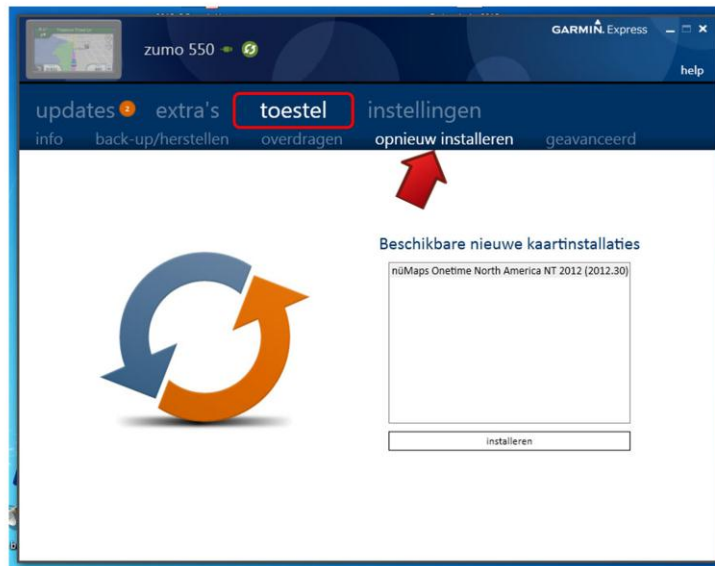 GARMIN. Express
zumo 550
help
updates 2 extra's toestel instellingen
info back-up/herstellen overdragen opnieuw installeren geavanceerd
Beschikbare nieuwe kaartinstallaties
nüMaps Onetime North America NT 2012 (2012.30)
installeren